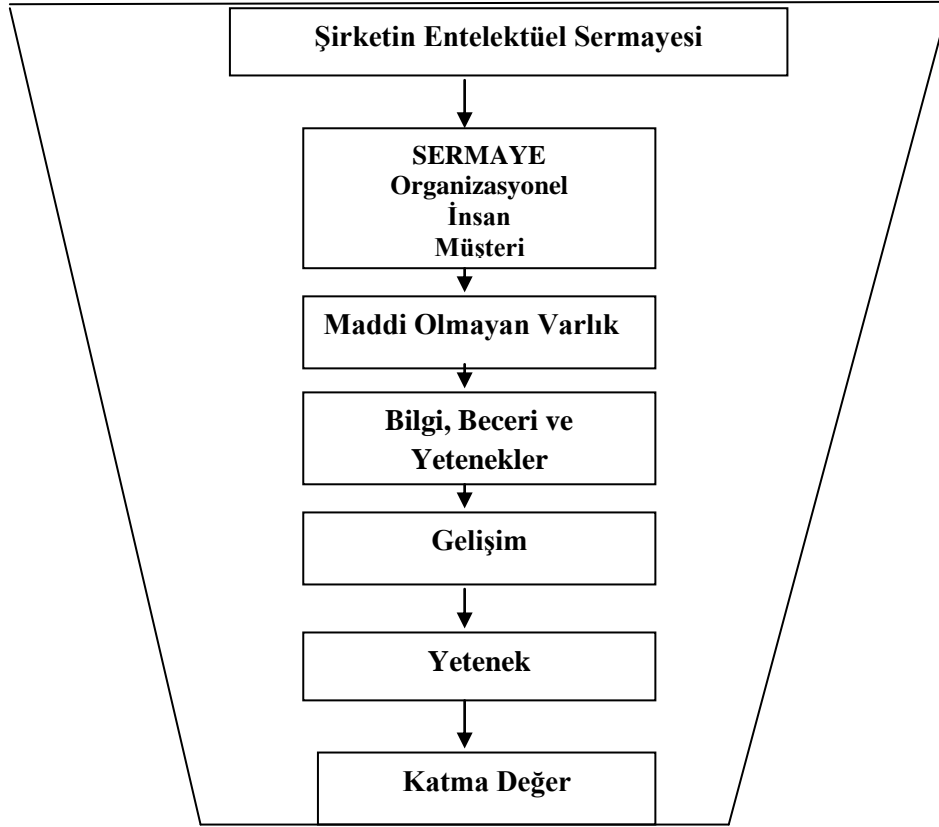 Şirketin Entelektüel Sermayesi
SERMAYE
Organizasyonel
İnsan
Müşteri
Maddi Olmayan Varlık
Bilgi, Beceri ve
Yetenekler
Gelişim
Yetenek
Katma Değer